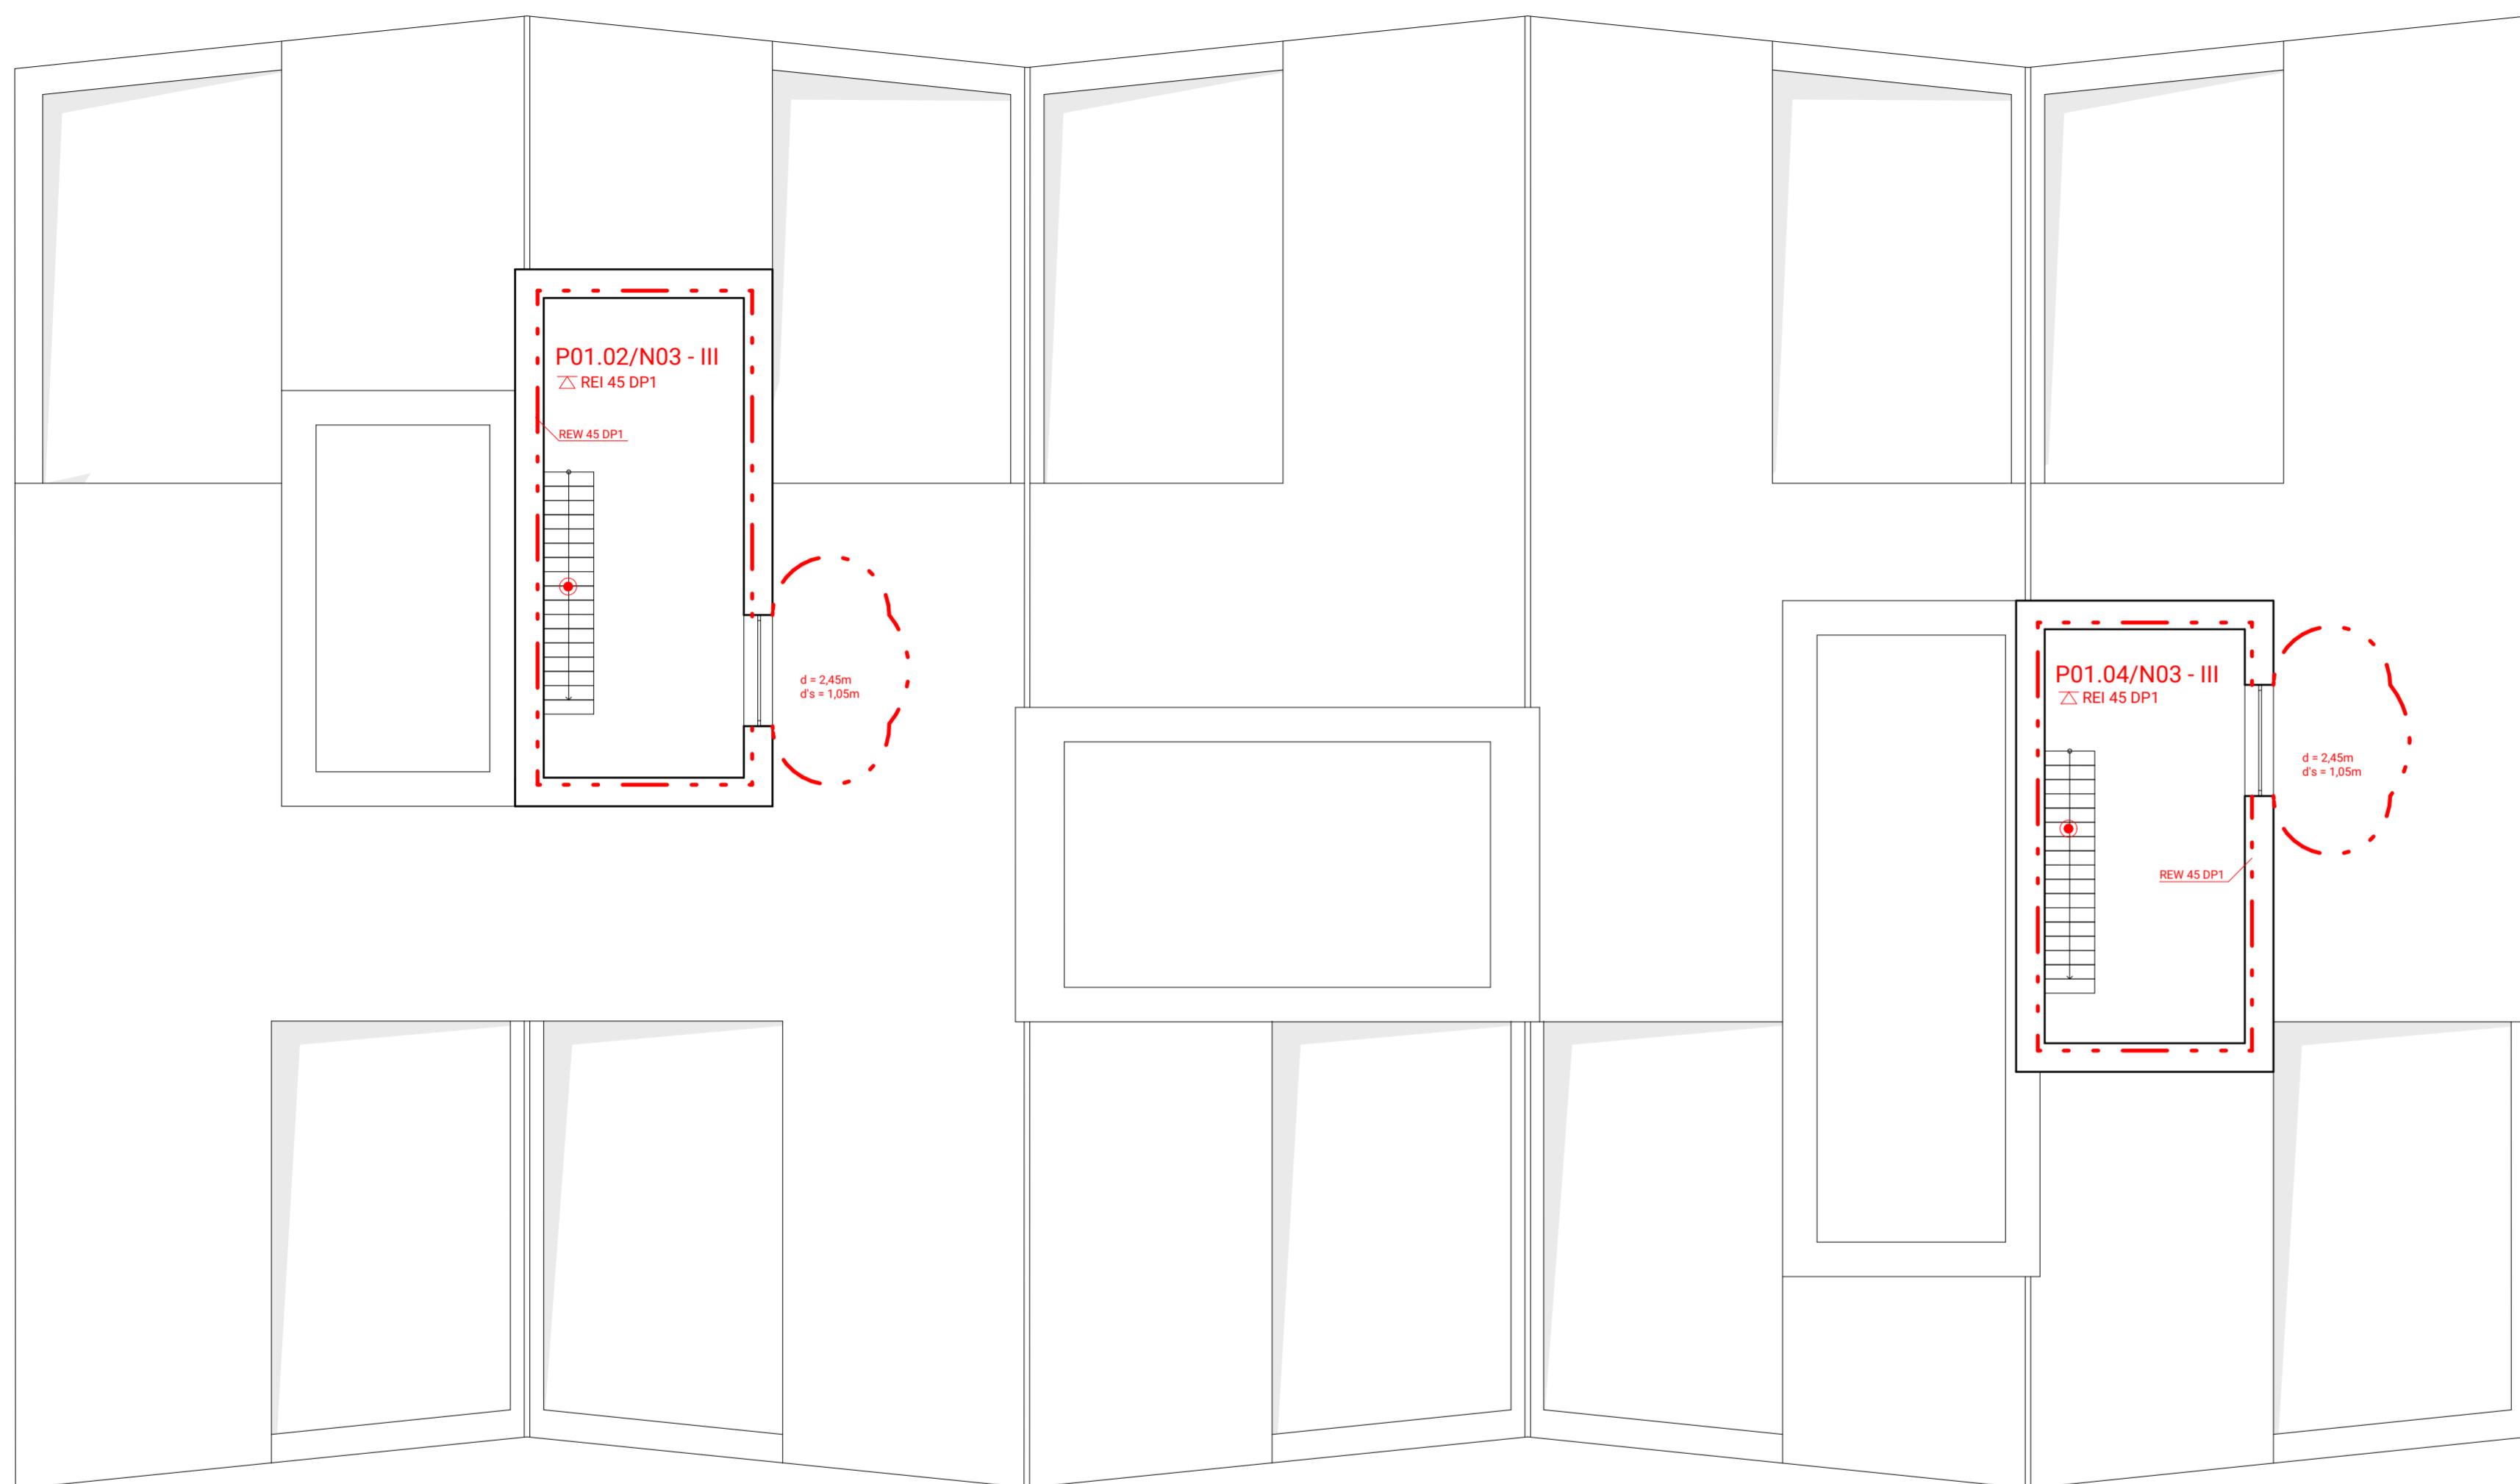 P01.02/N03 - III
REI 45 DP1
REW 45 DP1
d = 2,45m
d's = 1,05m
P01.04/N03 - III
REI 45 DP1
d = 2,45m
d's = 1,05m
REW 45 DP1